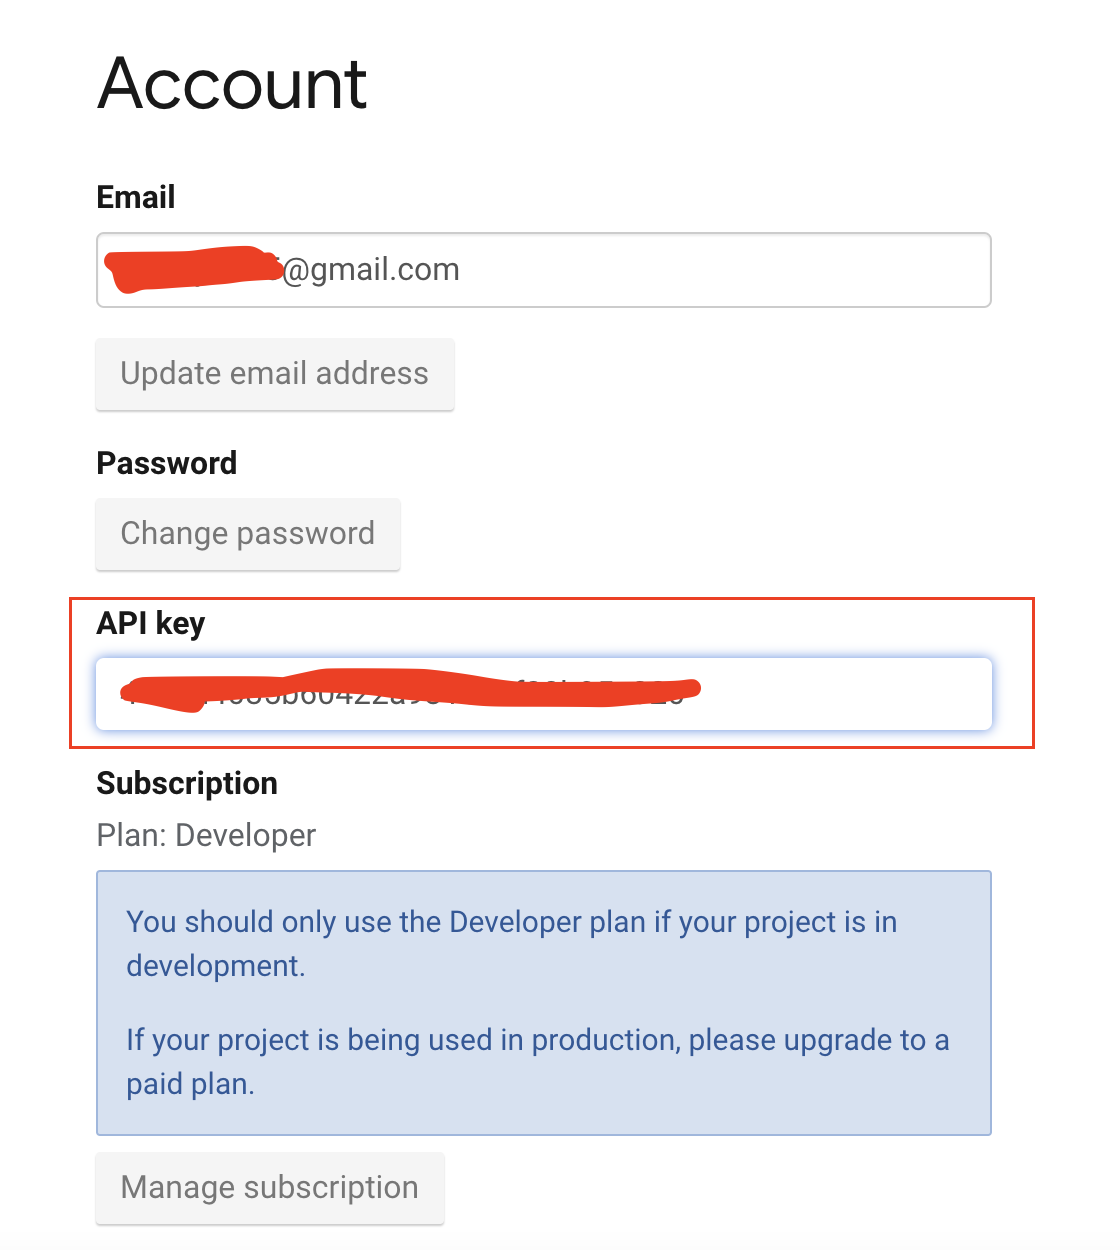 Account
Email
@gmail.com
Update email address
Password
Change password
API key
Subscription
Plan: Developer
You should only use the Developer plan if your project is in
development.
If your project is being used in production, please upgrade to a
paid plan.
Manage subscription